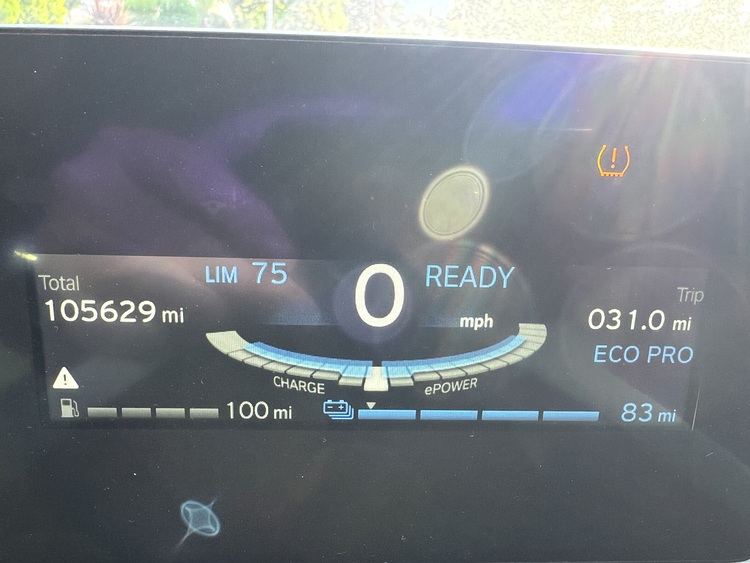 LIM 75
READY
0
mph
Total
105629 mi
Trip
031.0 mi
ECO PRO
CHARGE
ePOWER
100 mi
83 mi